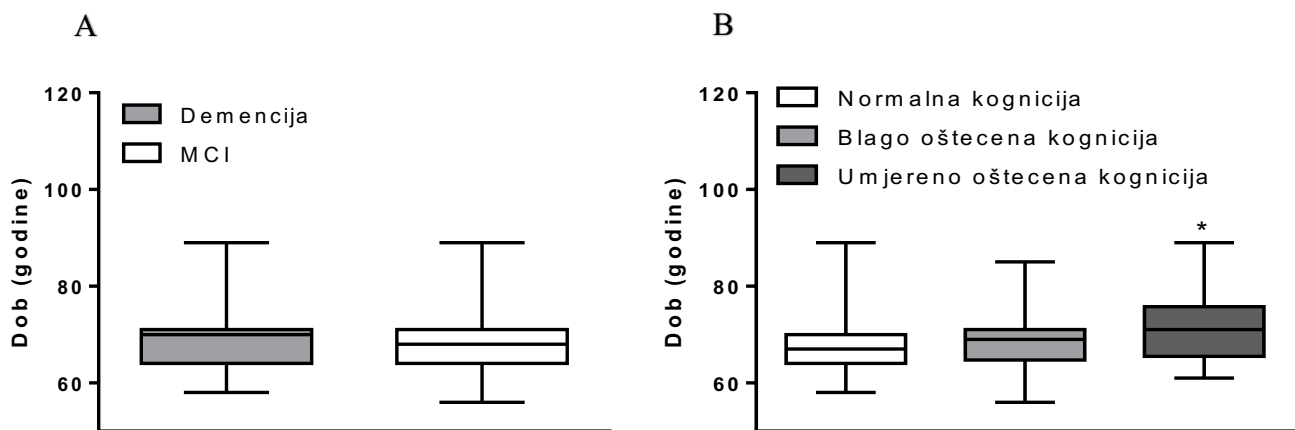 A
Dob (godine)
120
100
80
60
Demencija
MCI
B
Dob (godine)
120
100
80
60
Normalna kognicija
Blago oštecena kognicija
Umjereno oštecena kognicija
*